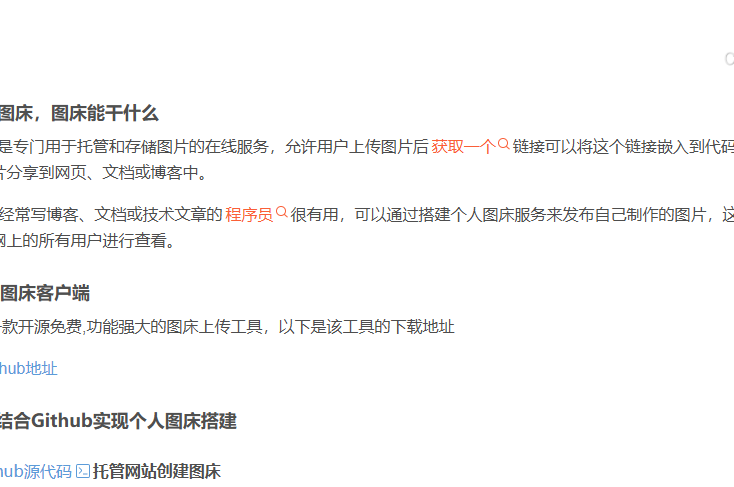 图床，图床能干什么
是专门用于托管和存储图片的在线服务，允许用户上传图片后 获取一个 链接可以将这个链接嵌入到代码
片分享到网页、文档或博客中。
经常写博客、文档或技术文章的 程序员 很有用，可以通过搭建个人图床服务来发布自己制作的图片，这
网上的所有用户进行查看。
图床客户端
款开源免费,功能强大的图床上传工具，以下是该工具的下载地址
hub地址
结合Github实现个人图床搭建
hub源代码 托管网站创建图床